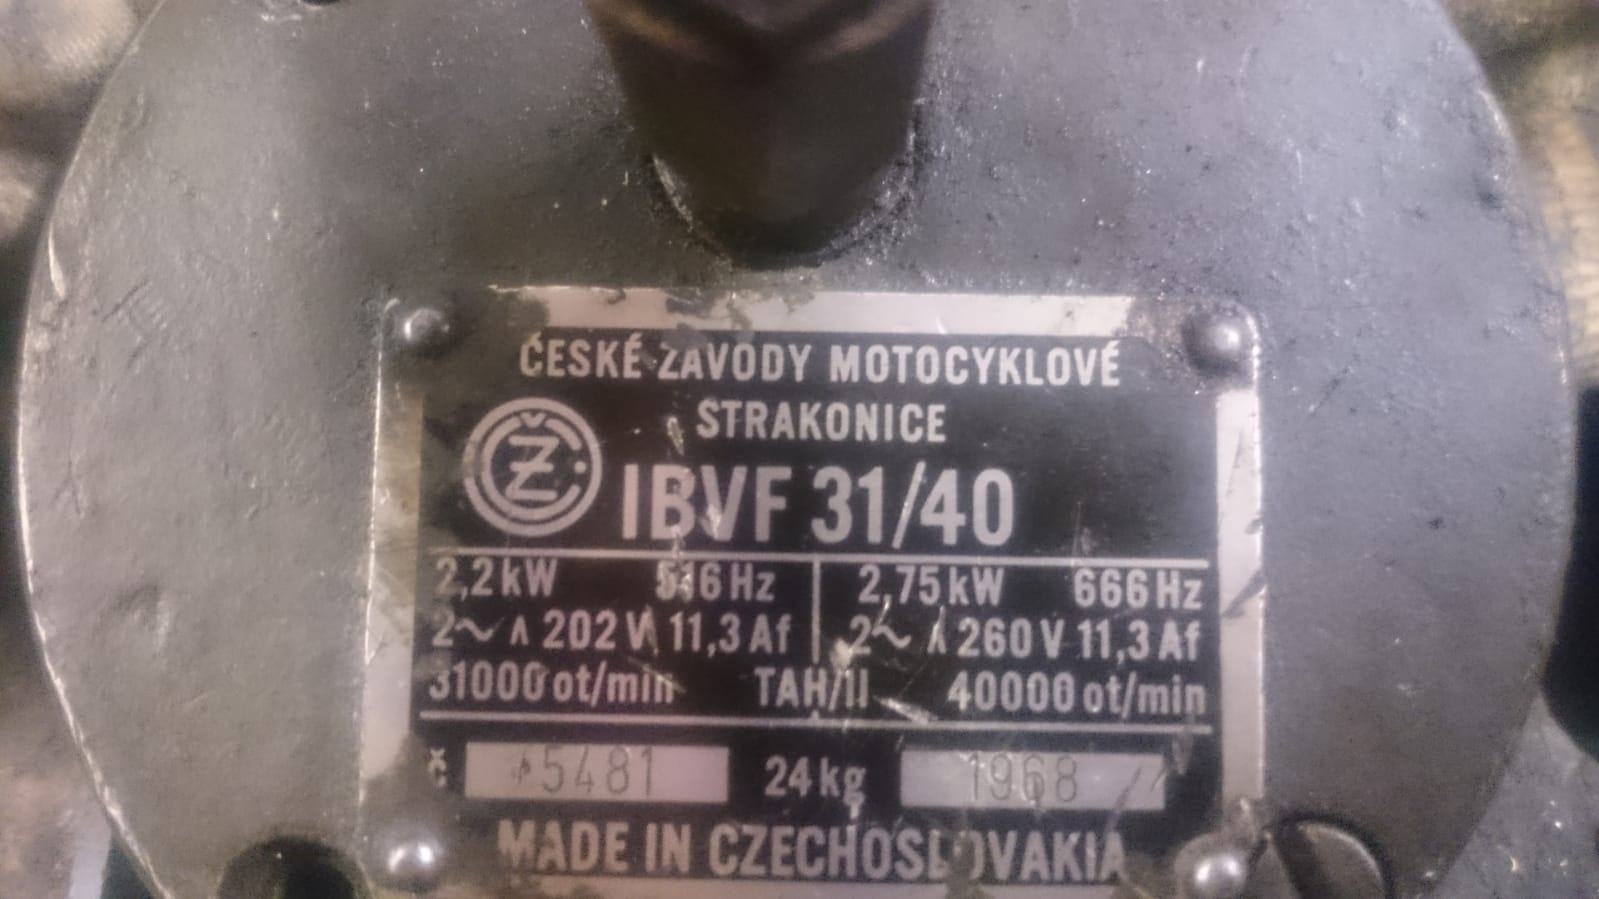 ČESKÉ ZÁVODY MOTOCYKLOVÉ
STRAKONICE
ČZ IBVF 31/40
2,2 kW 516 Hz 2,75 kW 666 Hz
2~ 202 V 11,3 Af 2~ 260 V 11,3 Af
31000 ot/min TAH/II 40000 ot/min
č. 5481 24 kg 1968
MADE IN CZECHOSLOVAKIA